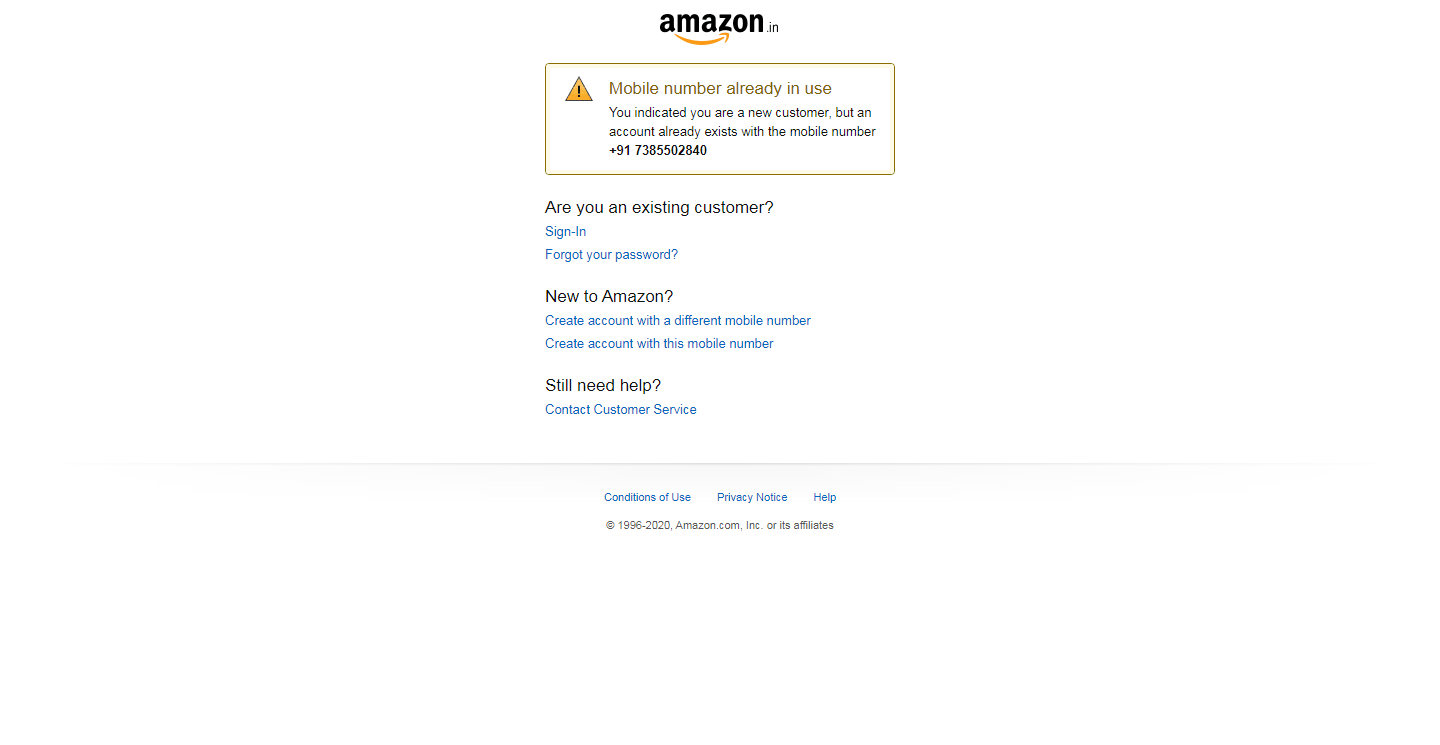 amazon.in
Mobile number already in use
You indicated you are a new customer, but an
account already exists with the mobile number
+91 7385502840
Are you an existing customer?
Sign-In
Forgot your password?
New to Amazon?
Create account with a different mobile number
Create account with this mobile number
Still need help?
Contact Customer Service
Conditions of Use Privacy Notice Help
© 1996-2020, Amazon.com, Inc. or its affiliates